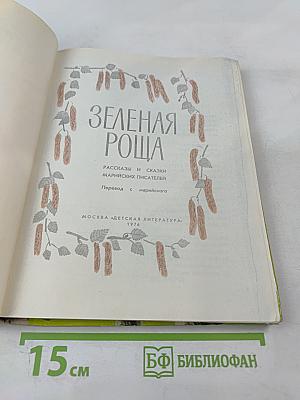 ЗЕЛЕНАЯ
РОЩА
РАССКАЗЫ И СКАЗКИ
МАРИЙСКИХ ПИСАТЕЛЕЙ
Перевод с марийского
МОСКВА «ДЕТСКАЯ ЛИТЕРАТУРА»
1976
15 см
БФ БИБЛИОФАН